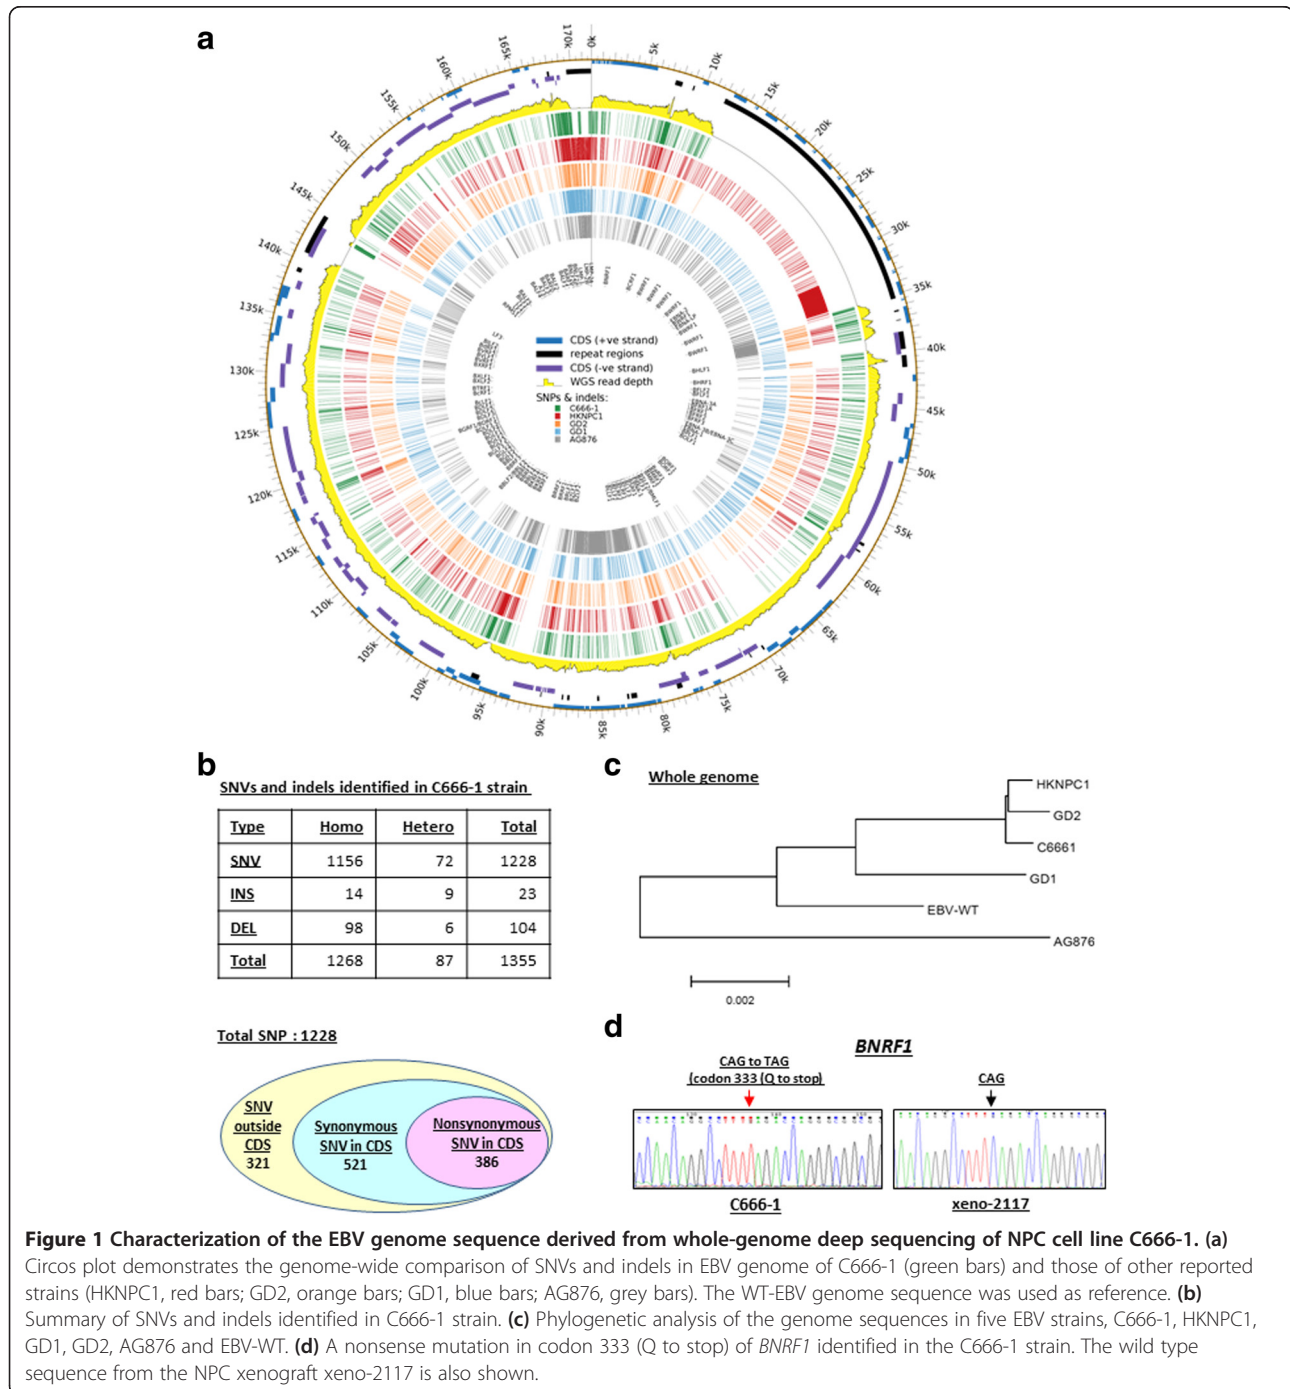 a
0k
5k
10k
15k
20k
25k
30k
35k
40k
45k
50k
55k
60k
65k
70k
75k
80k
85k
90k
95k
100k
105k
110k
115k
120k
125k
130k
135k
140k
145k
150k
155k
160k
165k
170k
BNRF1
BCRF1
BWRF1
BWRF1
BWRF1
BWRF1
BWRF1
BWRF1
BHLF1
BHRF1
LF3
CDS (+ve strand)
repeat regions
CDS (-ve strand)
WGS read depth
SNPs & indels:
C666-1
HKNPC1
GD2
GD1
AG876
b
SNVs and indels identified in C666-1 strain
Type Homo Hetero Total
SNV 1156 72 1228
INS 14 9 23
DEL 98 6 104
Total 1268 87 1355
Total SNP : 1228
SNV outside CDS 321
Synonymous SNV in CDS 521
Nonsynonymous SNV in CDS 386
c
Whole genome
HKNPC1
GD2
C6661
GD1
EBV-WT
AG876
0.002
d
BNRF1
CAG to TAG
(codon 333 (Q to stop)
CAG
C666-1
xeno-2117
Figure 1 Characterization of the EBV genome sequence derived from whole-genome deep sequencing of NPC cell line C666-1. (a)
Circos plot demonstrates the genome-wide comparison of SNVs and indels in EBV genome of C666-1 (green bars) and those of other reported
strains (HKNPC1, red bars; GD2, orange bars; GD1, blue bars; AG876, grey bars). The WT-EBV genome sequence was used as reference. (b)
Summary of SNVs and indels identified in C666-1 strain. (c) Phylogenetic analysis of the genome sequences in five EBV strains, C666-1, HKNPC1,
GD1, GD2, AG876 and EBV-WT. (d) A nonsense mutation in codon 333 (Q to stop) of BNRF1 identified in the C666-1 strain. The wild type
sequence from the NPC xenograft xeno-2117 is also shown.